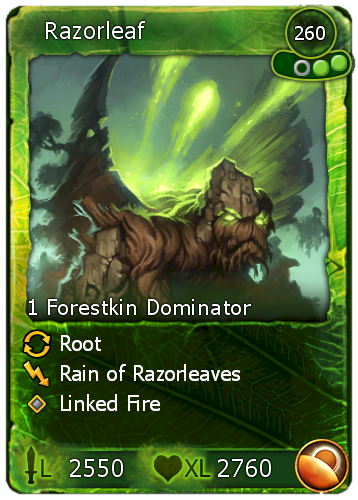 Razorleaf
260
1 Forestkin Dominator
Root
Rain of Razorleaves
Linked Fire
L 2550 XL 2760